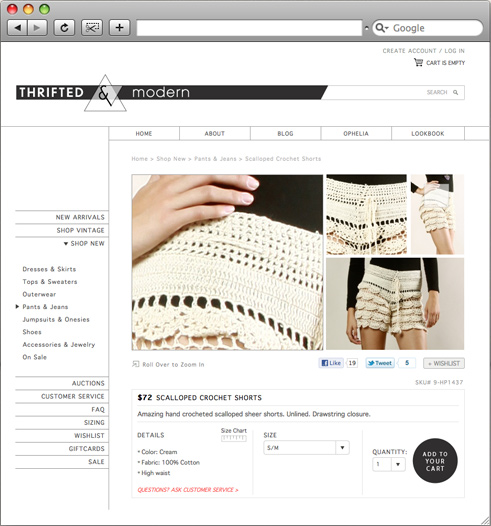 Google
CREATE ACCOUNT / LOG IN
CART IS EMPTY
THRIFTED & modern
SEARCH
HOME ABOUT BLOG OPHELIA LOOKBOOK
Home > Shop New > Pants & Jeans > Scalloped Crochet Shorts
NEW ARRIVALS
SHOP VINTAGE
SHOP NEW
Dresses & Skirts
Tops & Sweaters
Outerwear
Pants & Jeans
Jumpsuits & Onesies
Shoes
Accessories & Jewelry
On Sale
AUCTIONS
CUSTOMER SERVICE
FAQ
SIZING
WISHLIST
GIFTCARDS
SALE
Roll Over to Zoom In
Like 19 Tweet 5 + WISHLIST
SKU# 9-HP1437
$72 SCALLOPED CROCHET SHORTS
Amazing hand crocheted scalloped sheer shorts. Unlined. Drawstring closure.
DETAILS Size Chart
* Color: Cream
* Fabric: 100% Cotton
* High waist
QUESTIONS? ASK CUSTOMER SERVICE >
SIZE
S/M
QUANTITY:
1
ADD TO
YOUR
CART